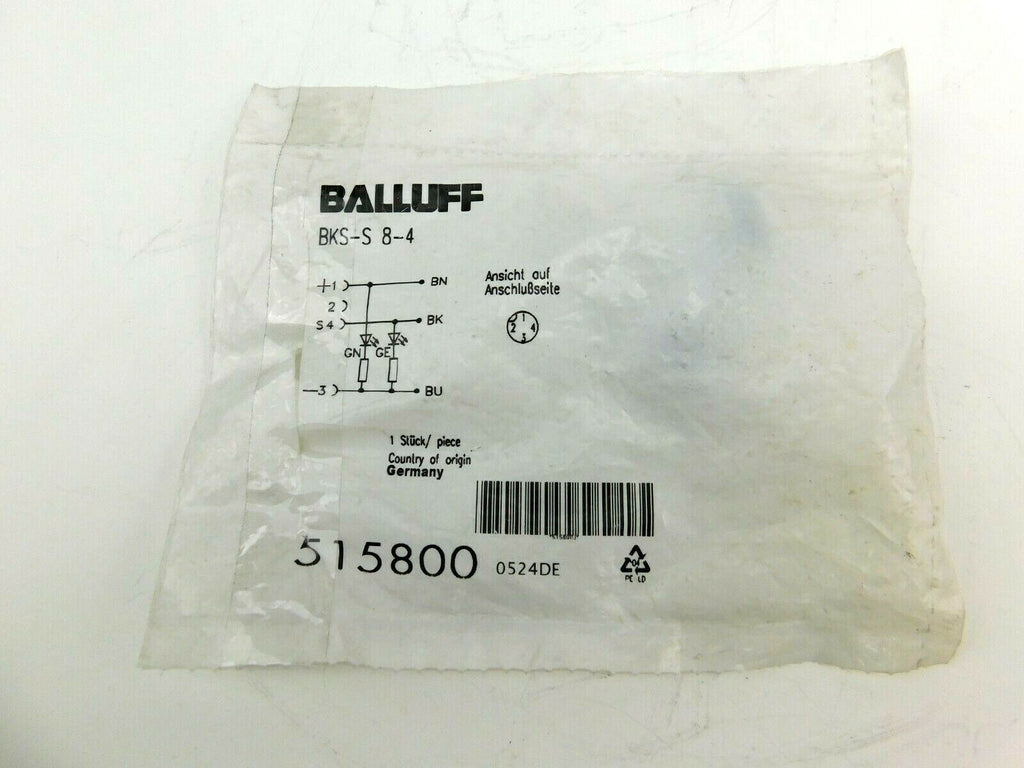 BALLUFF
BKS-S 8-4
+1 BN
2
S4 BK
GN GE
-3 BU
Ansicht auf
Anschlußseite
1
2 4
3
1 Stück/ piece
Country of origin
Germany
515800 0524DE
04
PE LD